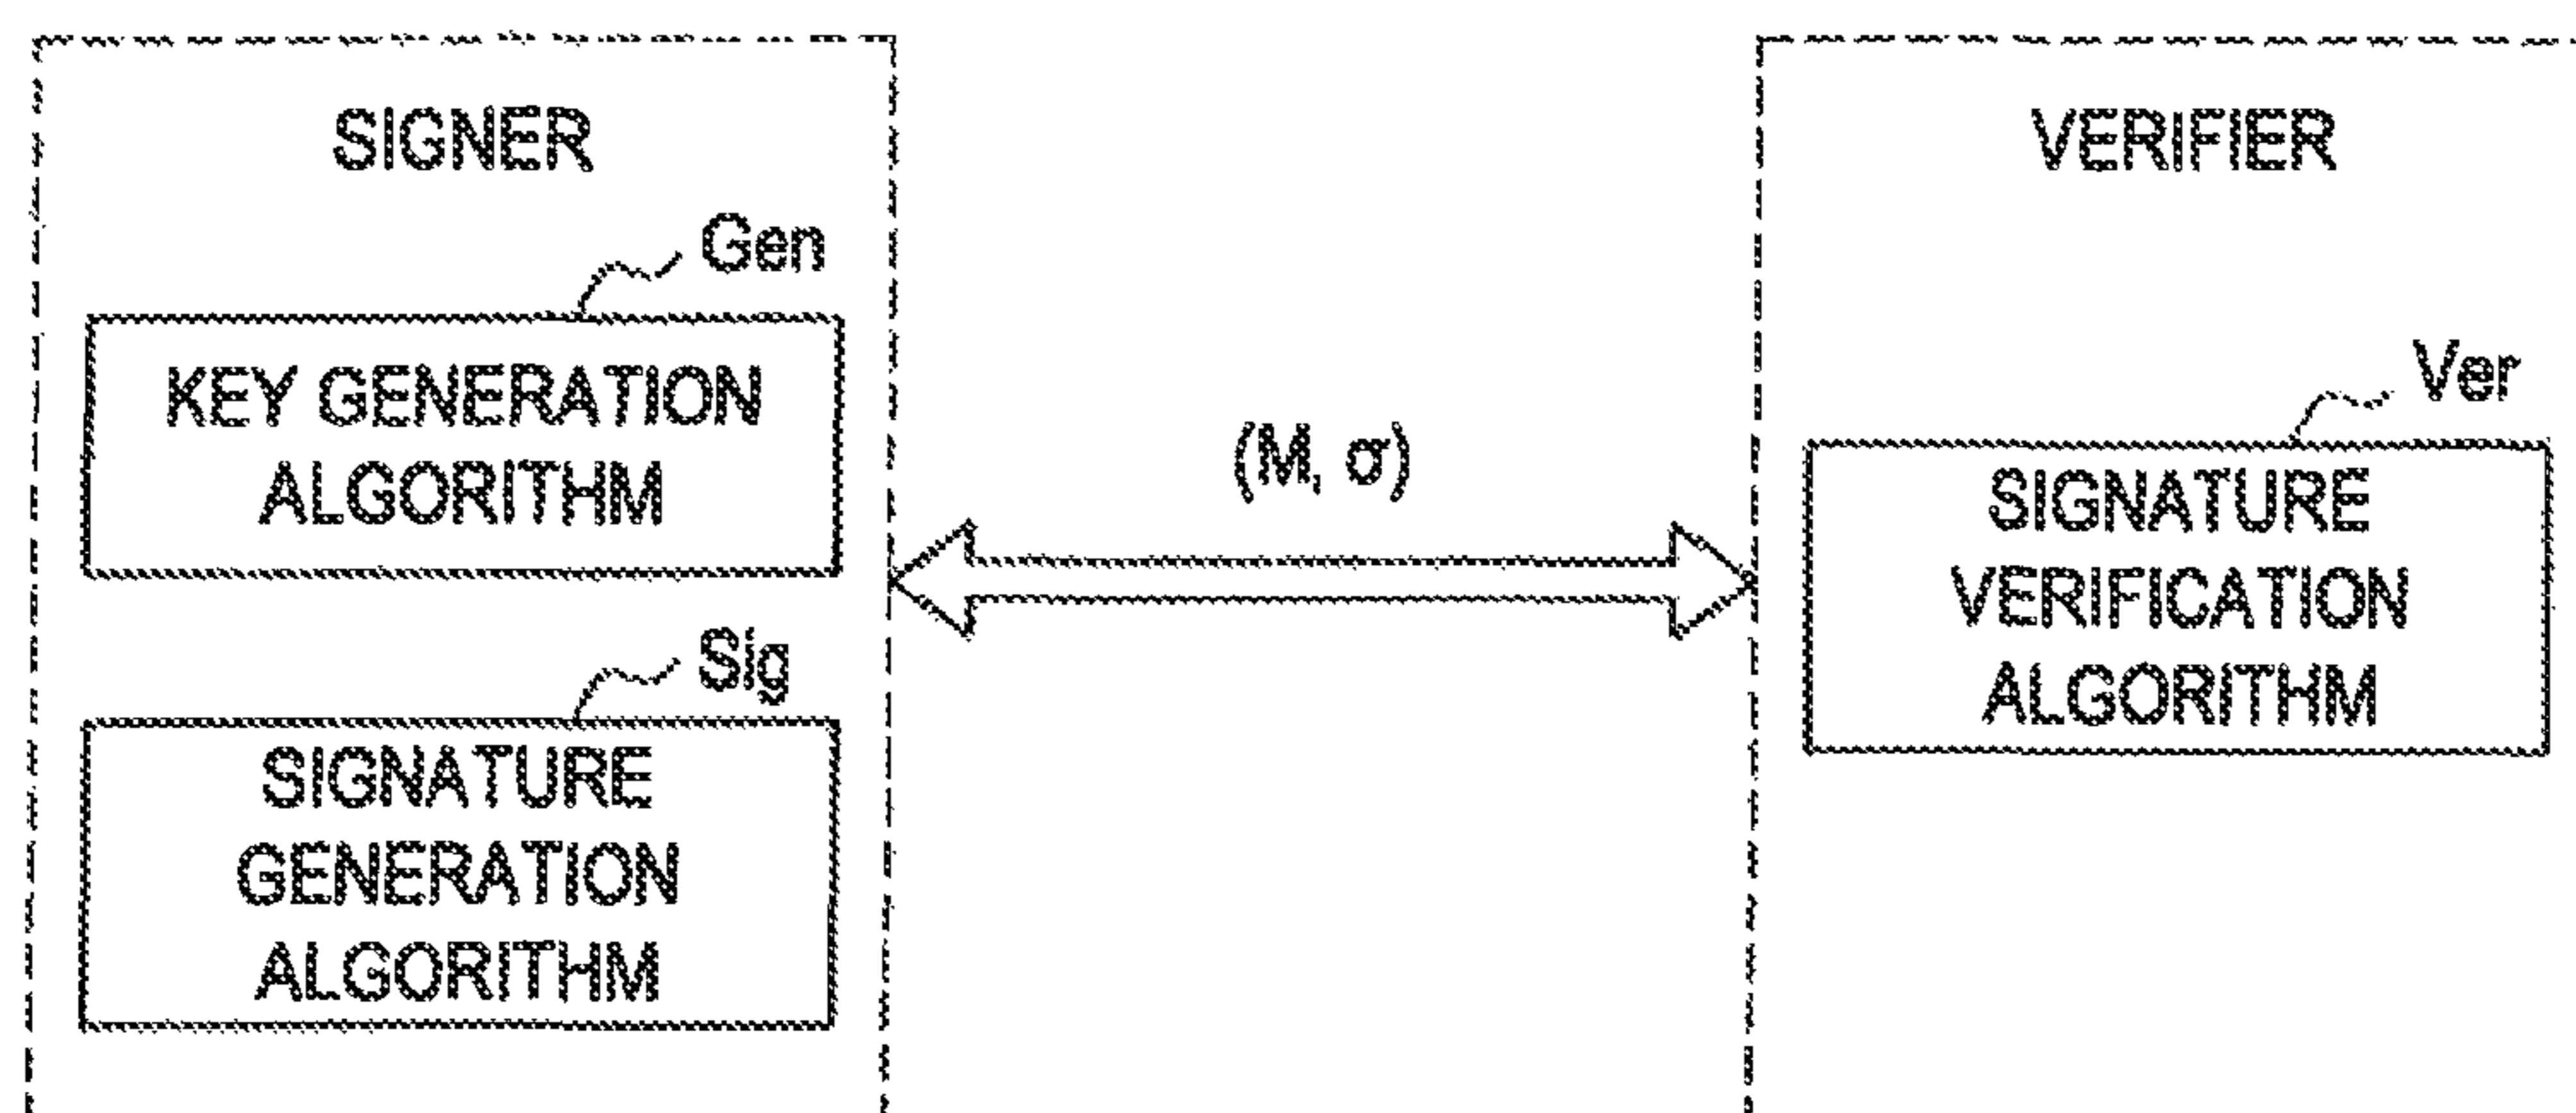 SIGNER
Gen
KEY GENERATION
ALGORITHM
Sig
SIGNATURE
GENERATION
ALGORITHM
(M, σ)
VERIFIER
Ver
SIGNATURE
VERIFICATION
ALGORITHM